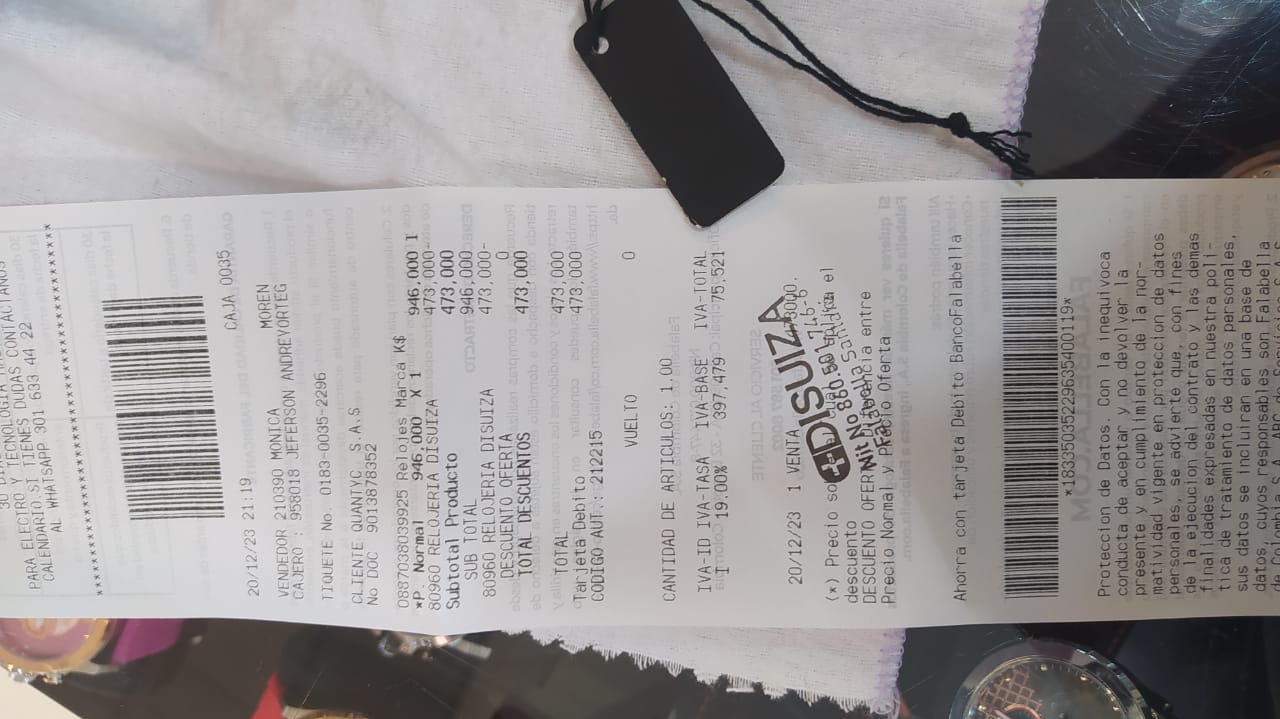 PARA ELECTRO Y TECNOLOGIA
CALENDARIO SI TIENES DUDAS CONTACTANOS
AL WHATSAPP 301 633 44 22
CAJA 0035
20/12/23 21:19
VENDEDOR 210390 MONICA MOREN
CAJERO : 958018 JEFERSON ANDREYORTEG
TIQUETE No. 0183-0035-2296
CLIENTE QUANTYC S.A.S
No DOC 9013878352
088703803925 Relojes Marca K$
*P. Normal 946,000 X 1 946,000 I
80960 RELOJERIA DISUIZA 473,000-
Subtotal Producto 473,000
SUB TOTAL 946,000
80960 RELOJERIA DISUIZA 473,000-
DESCUENTO OFERTA 0
TOTAL DESCUENTOS 473,000
TOTAL 473,000
Tarjeta Debito 473,000
CODIGO AUT.: 212215
VUELTO 0
CANTIDAD DE ARTICULOS: 1.00
IVA-ID IVA-TASA IVA-BASE IVA-TOTAL
I 19.00% 397.479 75.521
20/12/23 1 VENTA
DISUIZA
(*) Precio el
descuento
DESCUENTO OFERTA entre
Precio Normal y Oferta
Ahorra con tarjeta Debito BancoFalabella
*18335035229635400119*
Proteccion de Datos. Con la inequivoca
conducta de aceptar y no devolver la
presente y en cumplimiento de la nor-
matividad vigente en proteccion de datos
personales, se advierte que, con fines
de la ejecucion del contrato y las demas
finalidades expresadas en nuestra poli-
tica de tratamiento de datos personales,
sus datos se incluiran en una base de
datos, cuyos responsables son Falabella